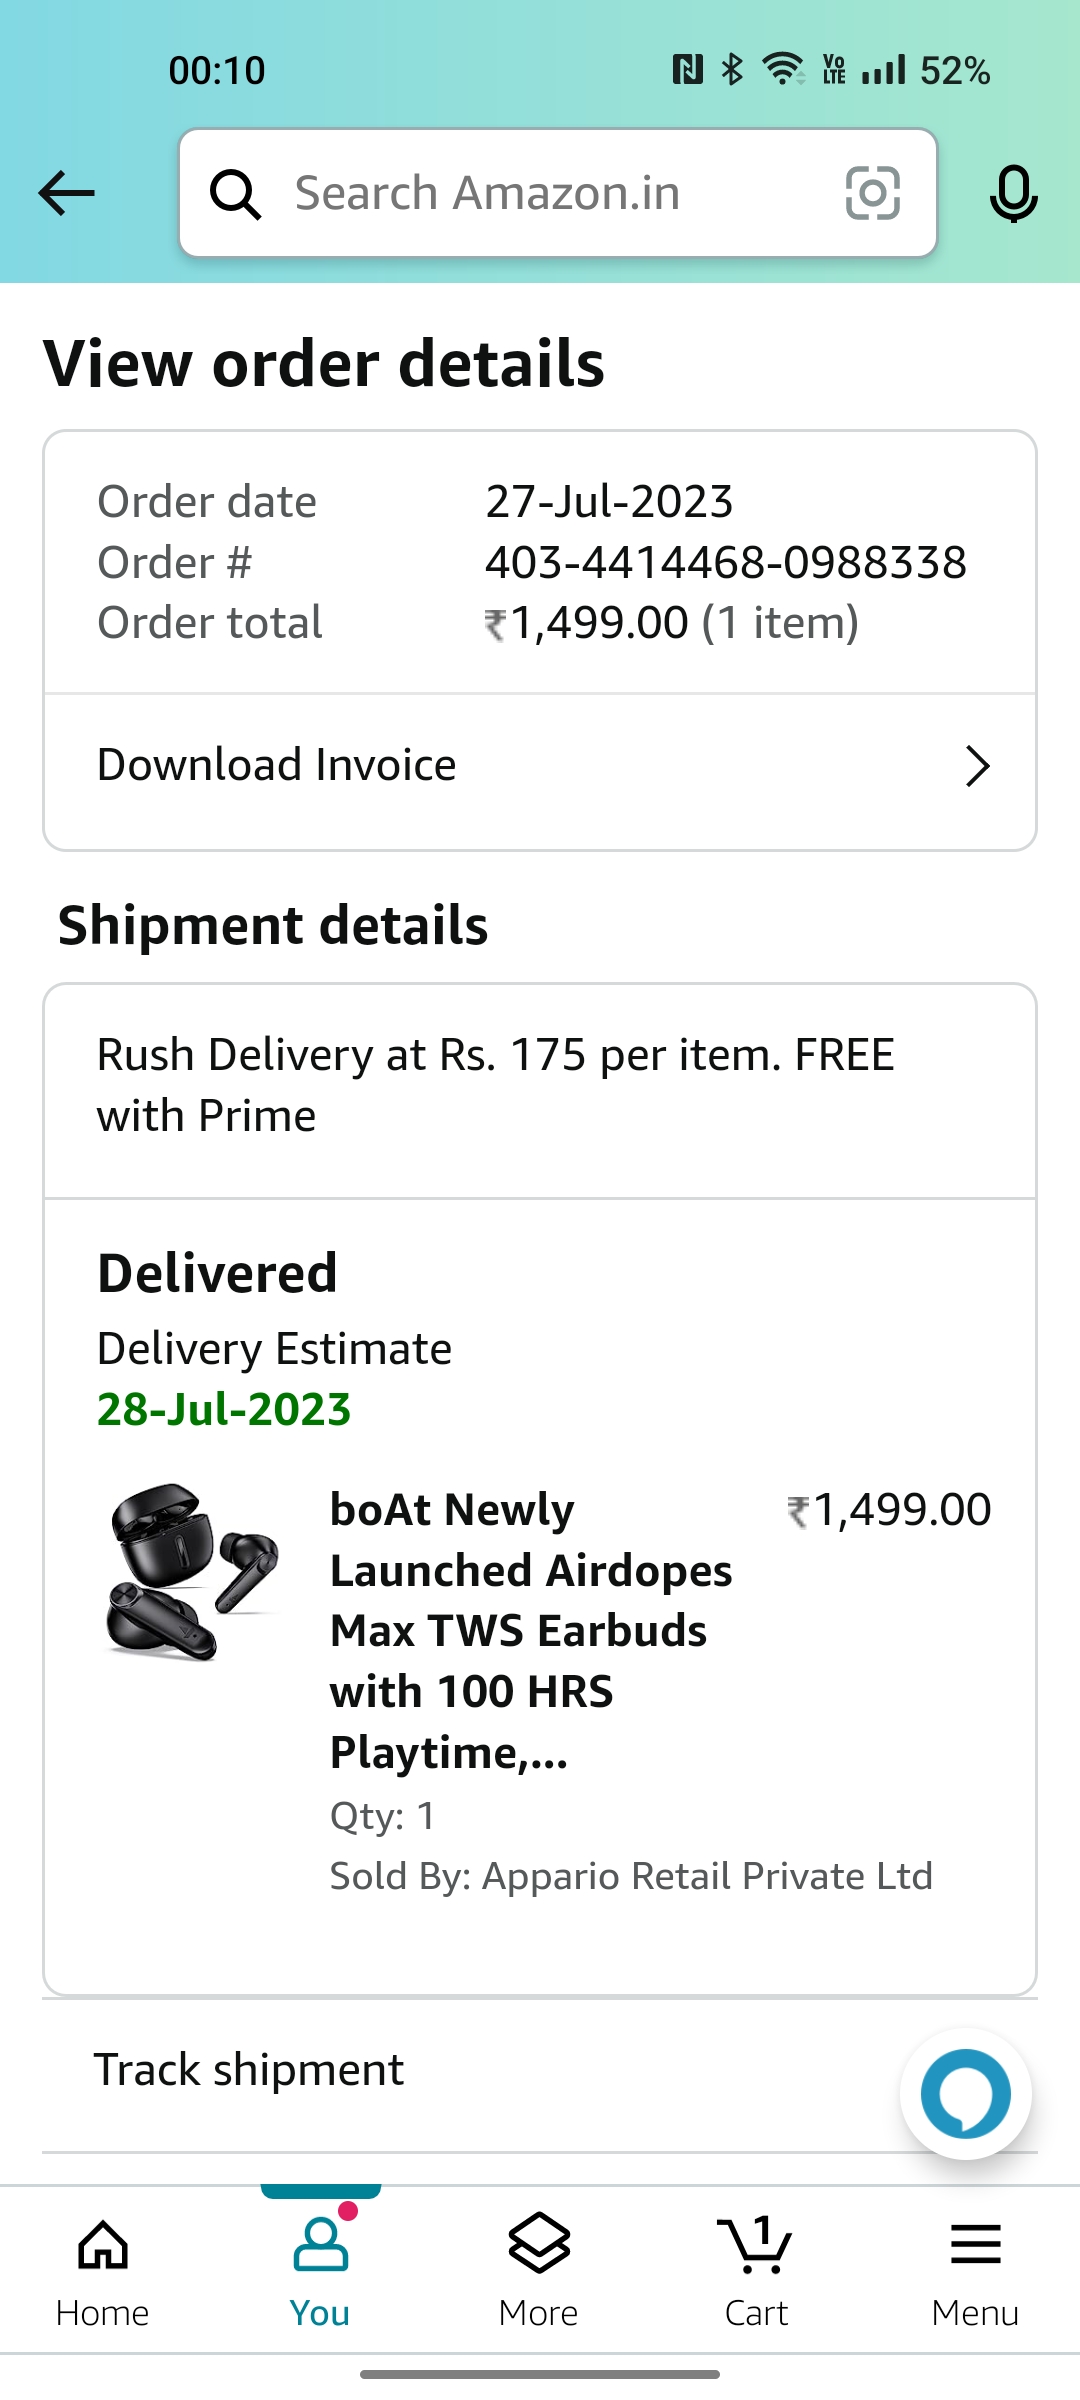 00:10
Vo LTE 52%
Search Amazon.in
View order details
Order date 27-Jul-2023
Order # 403-4414468-0988338
Order total ₹1,499.00 (1 item)
Download Invoice
Shipment details
Rush Delivery at Rs. 175 per item. FREE
with Prime
Delivered
Delivery Estimate
28-Jul-2023
boAt Newly ₹1,499.00
Launched Airdopes
Max TWS Earbuds
with 100 HRS
Playtime,...
Qty: 1
Sold By: Appario Retail Private Ltd
Track shipment
1
Home You More Cart Menu